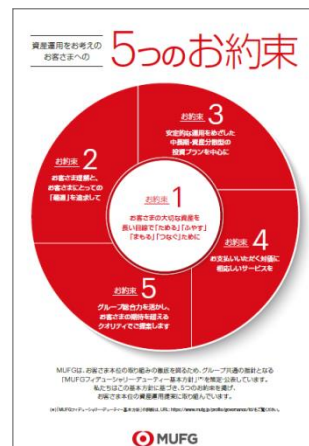 資産運用をお考えの
お客さまへの
5つのお約束
お約束 1
お客さまの大切な資産を
長い目線で「ためる」「ふやす」
「まもる」「つなぐ」ために
お約束 2
お客さま理解と、
お客さまにとっての
「最適」を追求して
お約束 3
安定的な運用をめざした
中長期・資産分散型の
投資プランを中心に
お約束 4
お支払いいただく対価に
相応しいサービスを
お約束 5
グループ総合力を活かし、
お客さまの期待を超える
クオリティでご提案します
MUFGは、お客さま本位の取り組みの徹底を図るため、グループ共通の指針となる
「MUFGフィデューシャリー・デューティー基本方針」(*)を策定・公表しています。
私たちはこの基本方針に基づき、5つのお約束を掲げ、
お客さま本位の資産運用提案に取り組んでいます。
MUFG